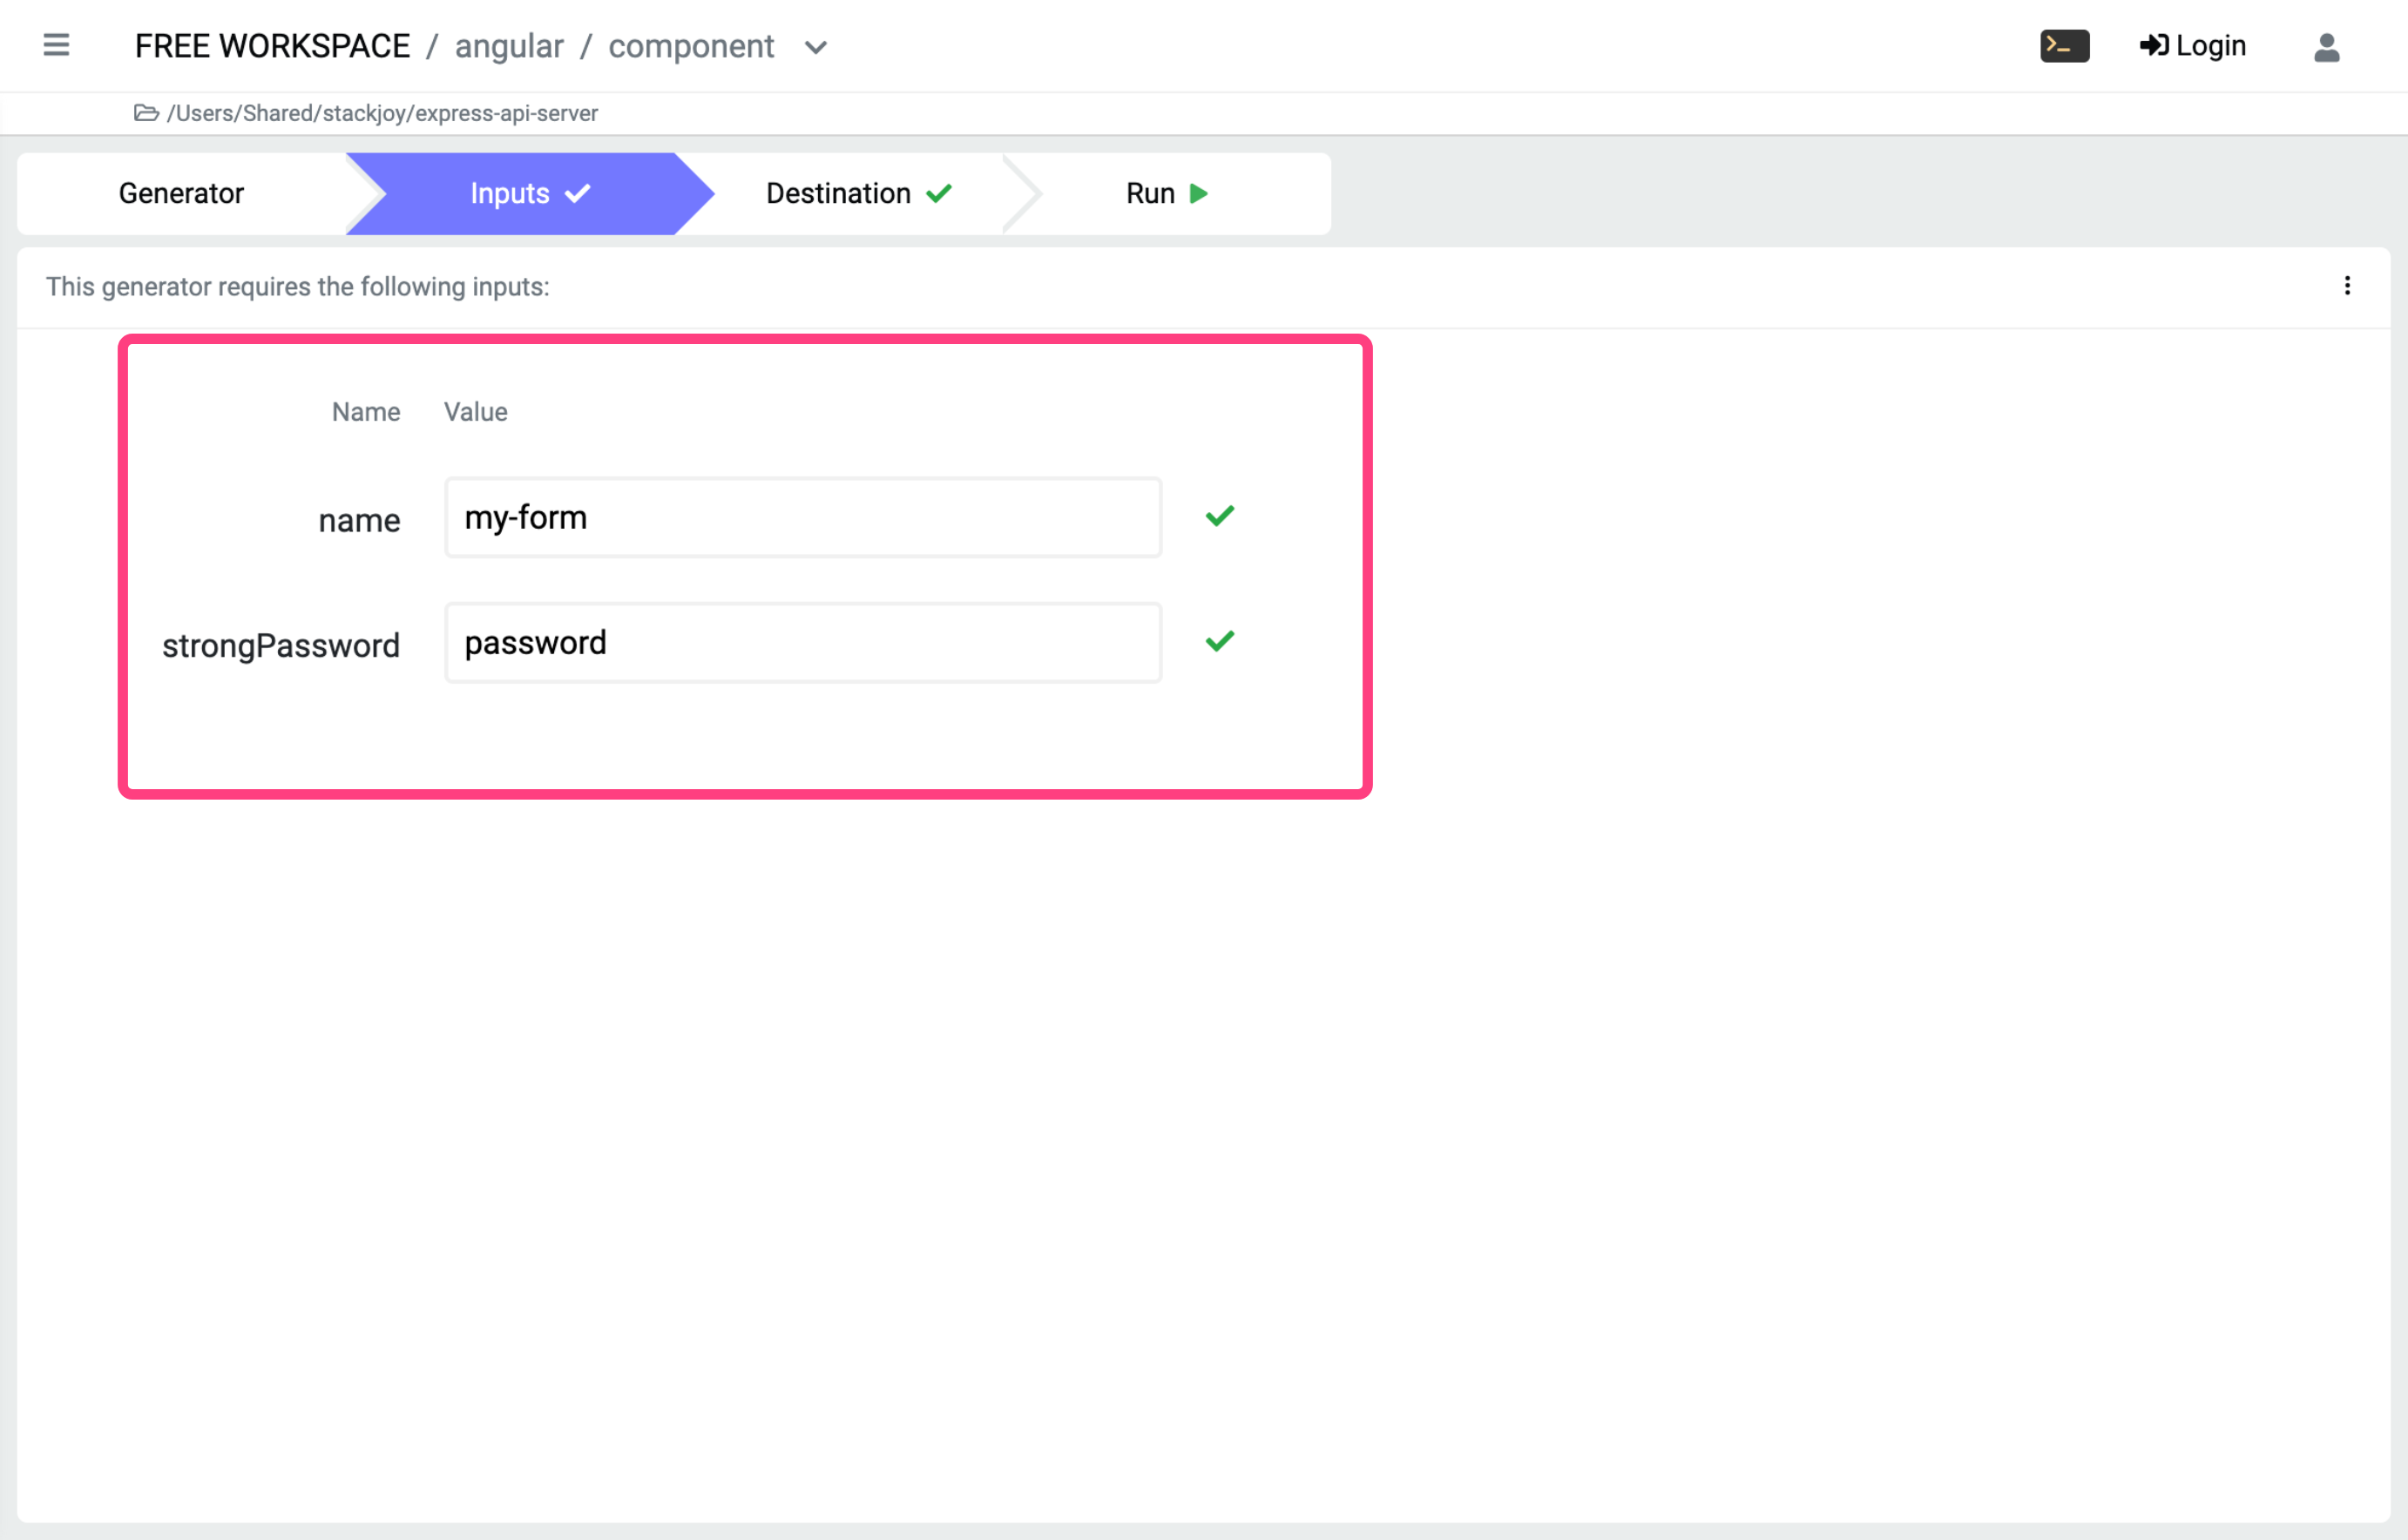 FREE WORKSPACE / angular / component
Login
/Users/Shared/stackjoy/express-api-server
Generator
Inputs
Destination
Run
This generator requires the following inputs:
Name Value
name my-form
strongPassword password